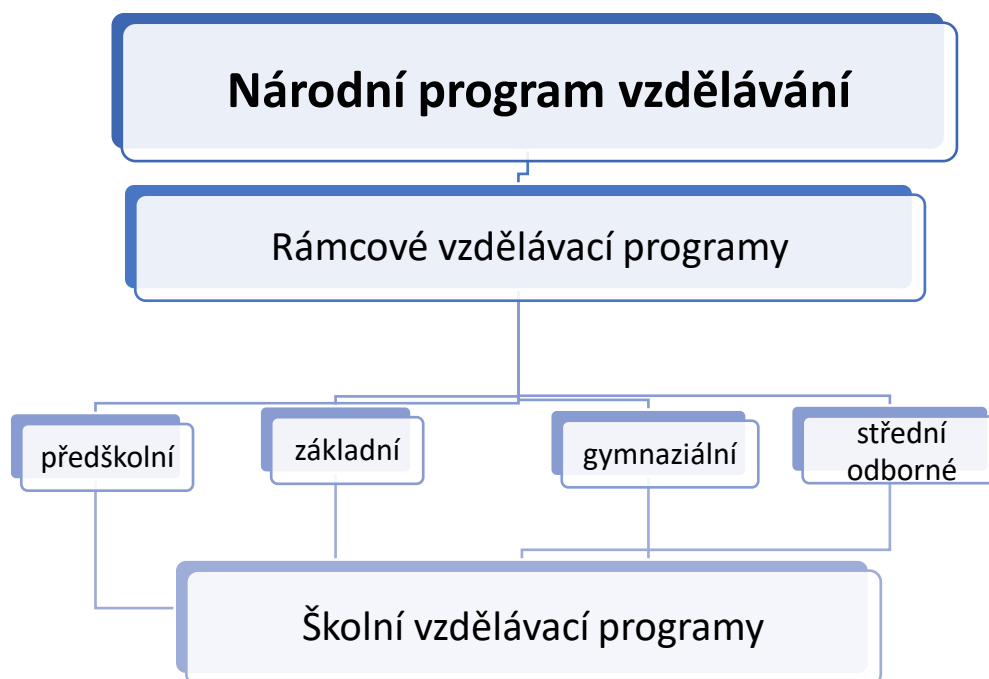 Národní program vzdělávání
Rámcové vzdělávací programy
předškolní
základní
gymnaziální
střední
odborné
Školní vzdělávací programy